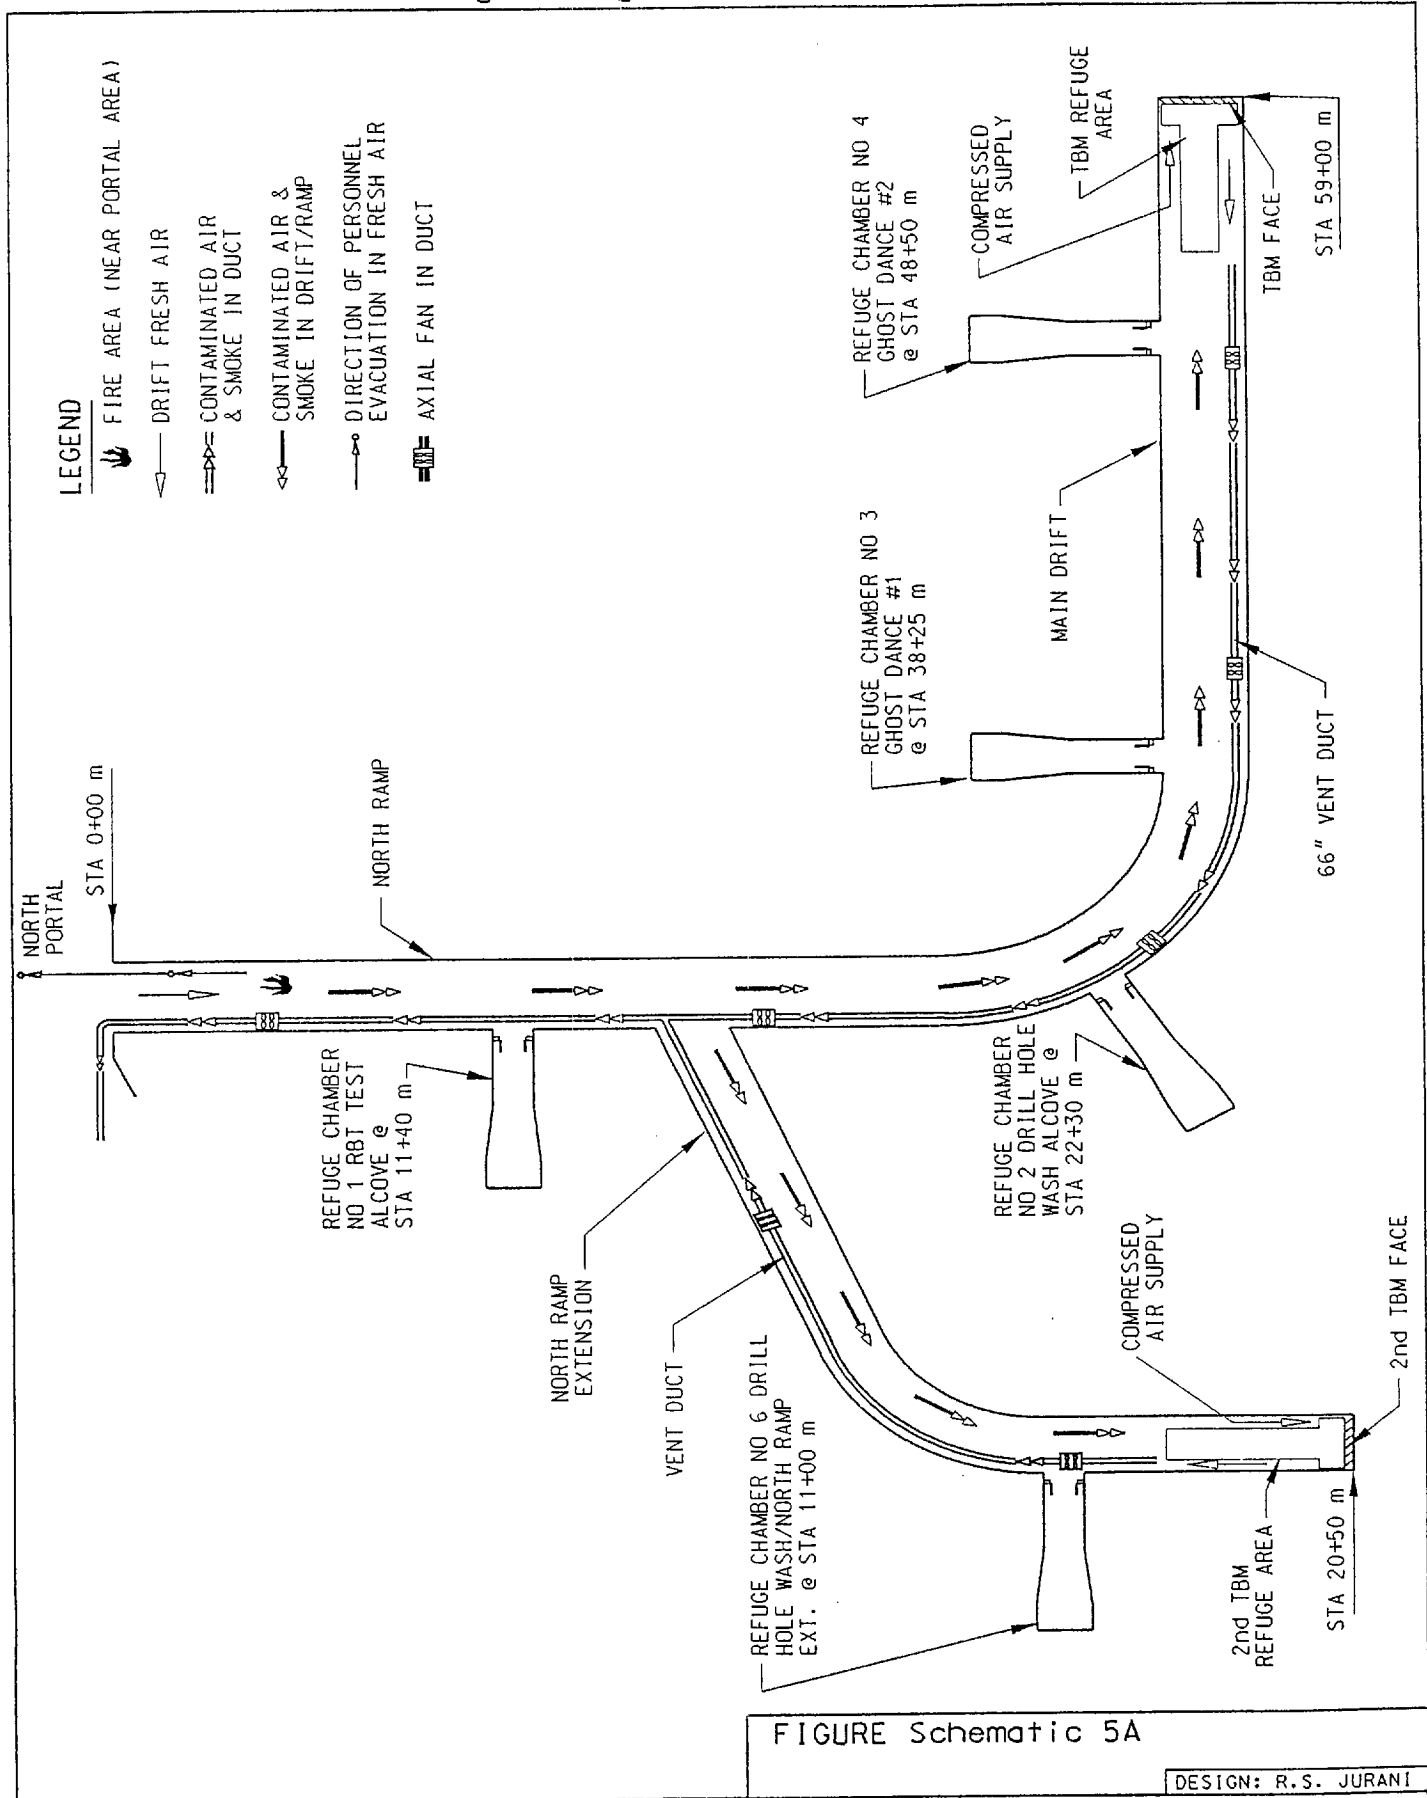 LEGEND
FIRE AREA (NEAR PORTAL AREA)
DRIFT FRESH AIR
CONTAMINATED AIR
& SMOKE IN DUCT
CONTAMINATED AIR &
SMOKE IN DRIFT/RAMP
DIRECTION OF PERSONNEL
EVACUATION IN FRESH AIR
AXIAL FAN IN DUCT
NORTH
PORTAL
STA 0+00 m
NORTH RAMP
REFUGE CHAMBER NO 3
GHOST DANCE #1
@ STA 38+25 m
REFUGE CHAMBER NO 4
GHOST DANCE #2
@ STA 48+50 m
COMPRESSED
AIR SUPPLY
TBM REFUGE
AREA
MAIN DRIFT
TBM FACE
STA 59+00 m
66" VENT DUCT
REFUGE CHAMBER
NO 1 RBT TEST
ALCOVE @
STA 11+40 m
REFUGE CHAMBER
NO 2 DRILL HOLE
WASH ALCOVE @
STA 22+30 m
NORTH RAMP
EXTENSION
VENT DUCT
REFUGE CHAMBER NO 6 DRILL
HOLE WASH/NORTH RAMP
EXT. @ STA 11+00 m
COMPRESSED
AIR SUPPLY
2nd TBM FACE
2nd TBM
REFUGE AREA
STA 20+50 m
FIGURE Schematic 5A
DESIGN: R.S. JURANI